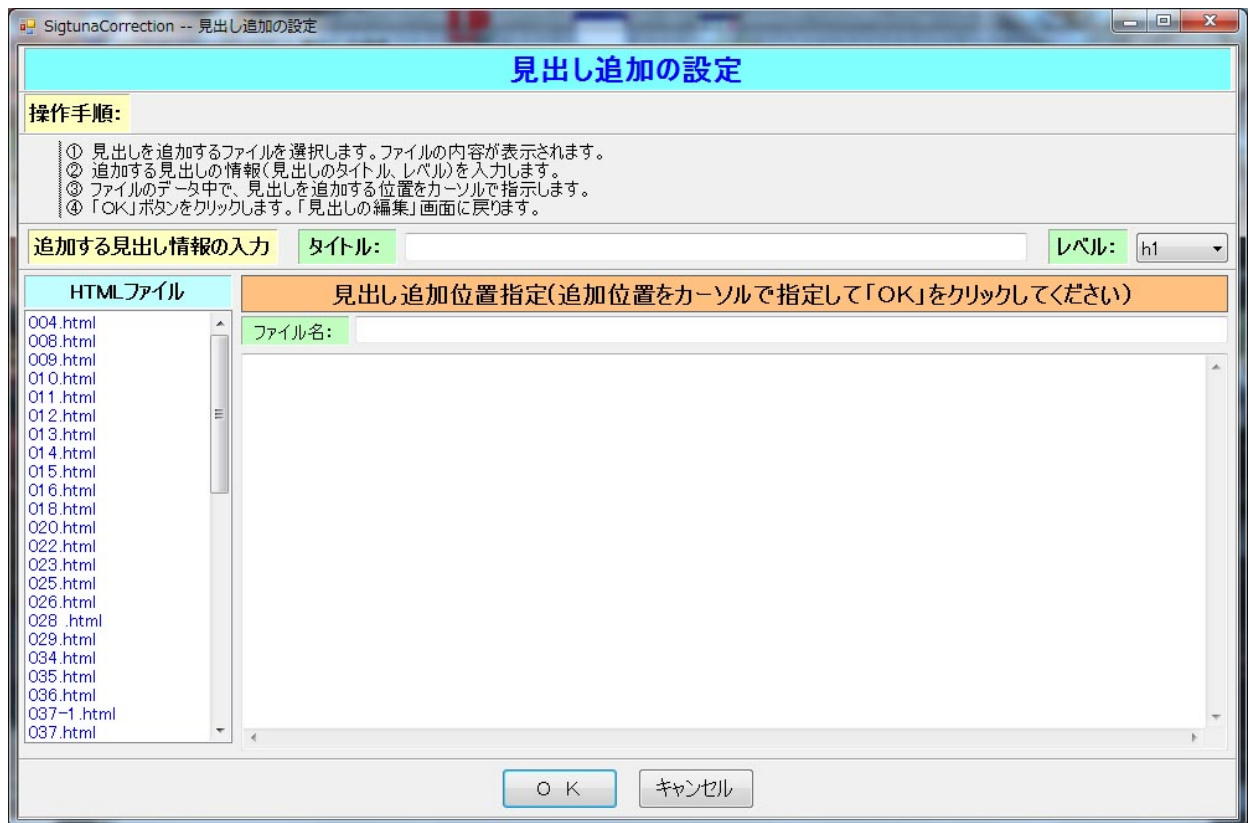 SigtunaCorrection -- 見出し追加の設定
見出し追加の設定
操作手順:
① 見出しを追加するファイルを選択します。ファイルの内容が表示されます。
② 追加する見出しの情報(見出しのタイトル、レベル)を入力します。
③ ファイルのデータ中で、見出しを追加する位置をカーソルで指示します。
④ 「OK」ボタンをクリックします。「見出しの編集」画面に戻ります。
追加する見出し情報の入力 タイトル: レベル: h1
HTMLファイル 見出し追加位置指定(追加位置をカーソルで指定して「OK」をクリックしてください)
ファイル名:
004.html
008.html
009.html
010.html
011.html
012.html
013.html
014.html
015.html
016.html
018.html
020.html
022.html
023.html
025.html
026.html
028 .html
029.html
034.html
035.html
036.html
037-1.html
037.html
O K キャンセル